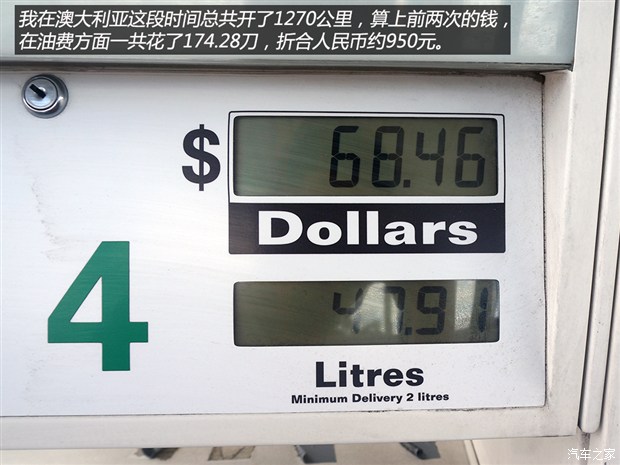 我在澳大利亚这段时间总共开了1270公里，算上前两次的钱，
在油费方面一共花了174.28刀，折合人民币约950元。
$ 68.46
Dollars
4
47.91
Litres
Minimum Delivery 2 litres
汽车之家